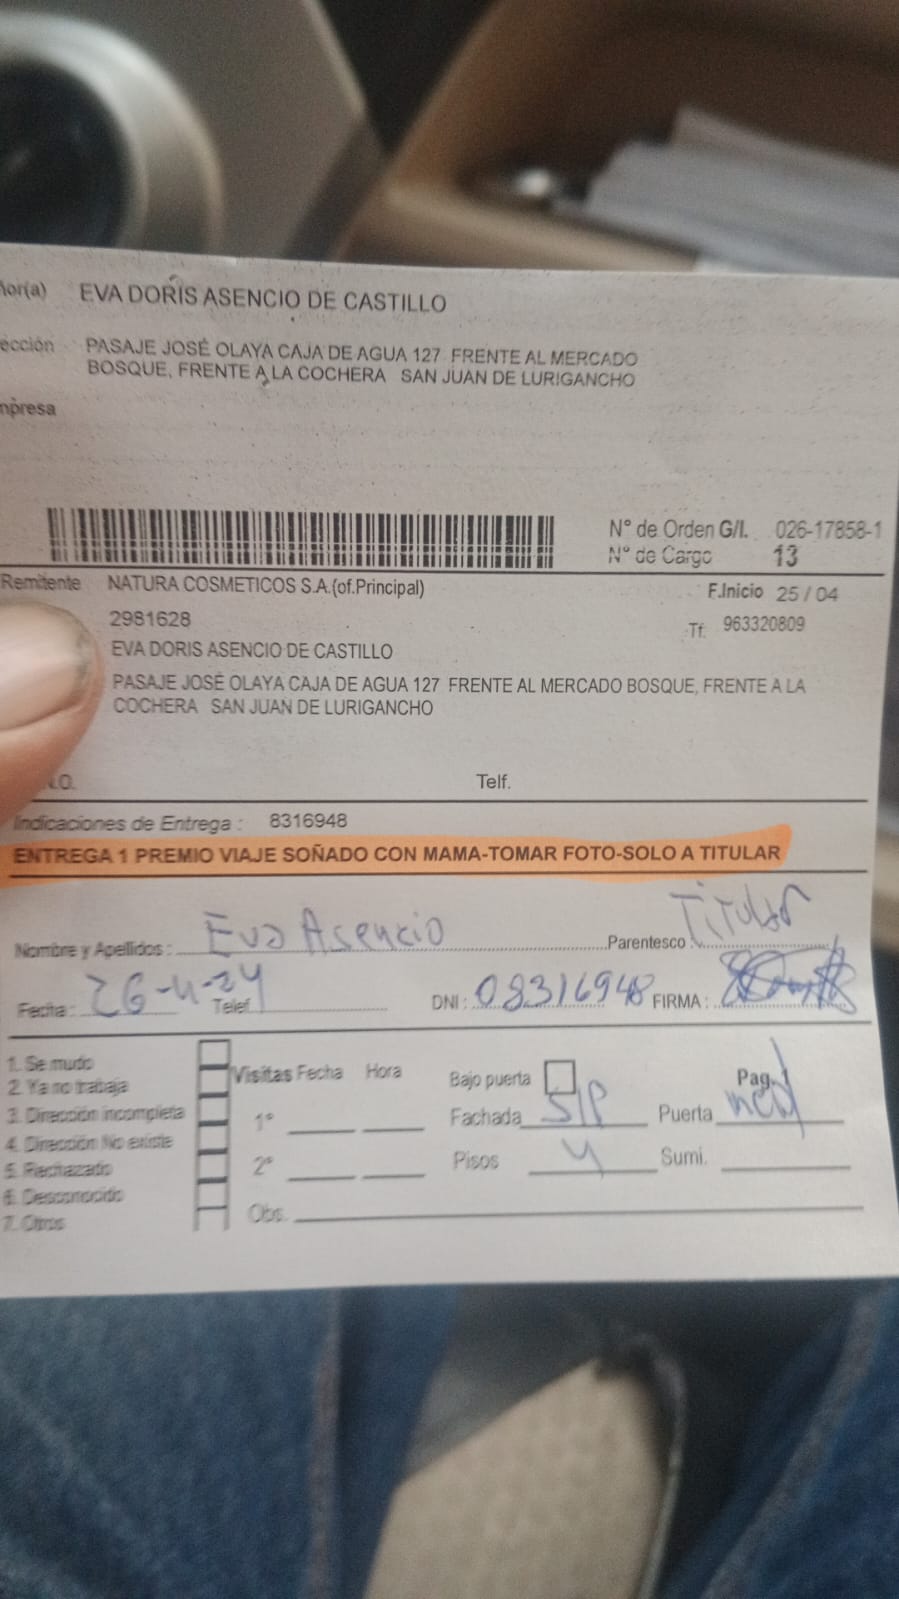 ñor(a) EVA DORIS ASENCIO DE CASTILLO
ección PASAJE JOSÉ OLAYA CAJA DE AGUA 127 FRENTE AL MERCADO
BOSQUE, FRENTE A LA COCHERA SAN JUAN DE LURIGANCHO
mpresa
N° de Orden G/I. 026-17858-1
N° de Cargo 13
Remitente NATURA COSMETICOS S.A.(of.Principal) F.Inicio 25 / 04
2981628 Tf. 963320809
EVA DORIS ASENCIO DE CASTILLO
PASAJE JOSÉ OLAYA CAJA DE AGUA 127 FRENTE AL MERCADO BOSQUE, FRENTE A LA
COCHERA SAN JUAN DE LURIGANCHO
Telf.
Indicaciones de Entrega : 8316948
ENTREGA 1 PREMIO VIAJE SOÑADO CON MAMA-TOMAR FOTO-SOLO A TITULAR
Nombre y Apellidos : Eva Asencio Parentesco : Titular
Fecha : 26-4-24 Telef. DNI : 08316948 FIRMA :
1. Se mudo
2. Ya no trabaja
3. Dirección incompleta
4. Dirección No existe
5. Rechazado
6. Desconocido
7. Otros
Visitas Fecha Hora Bajo puerta Pag. 1
1° Fachada S/P Puerta
2° Pisos 4 Sumi.
Obs.